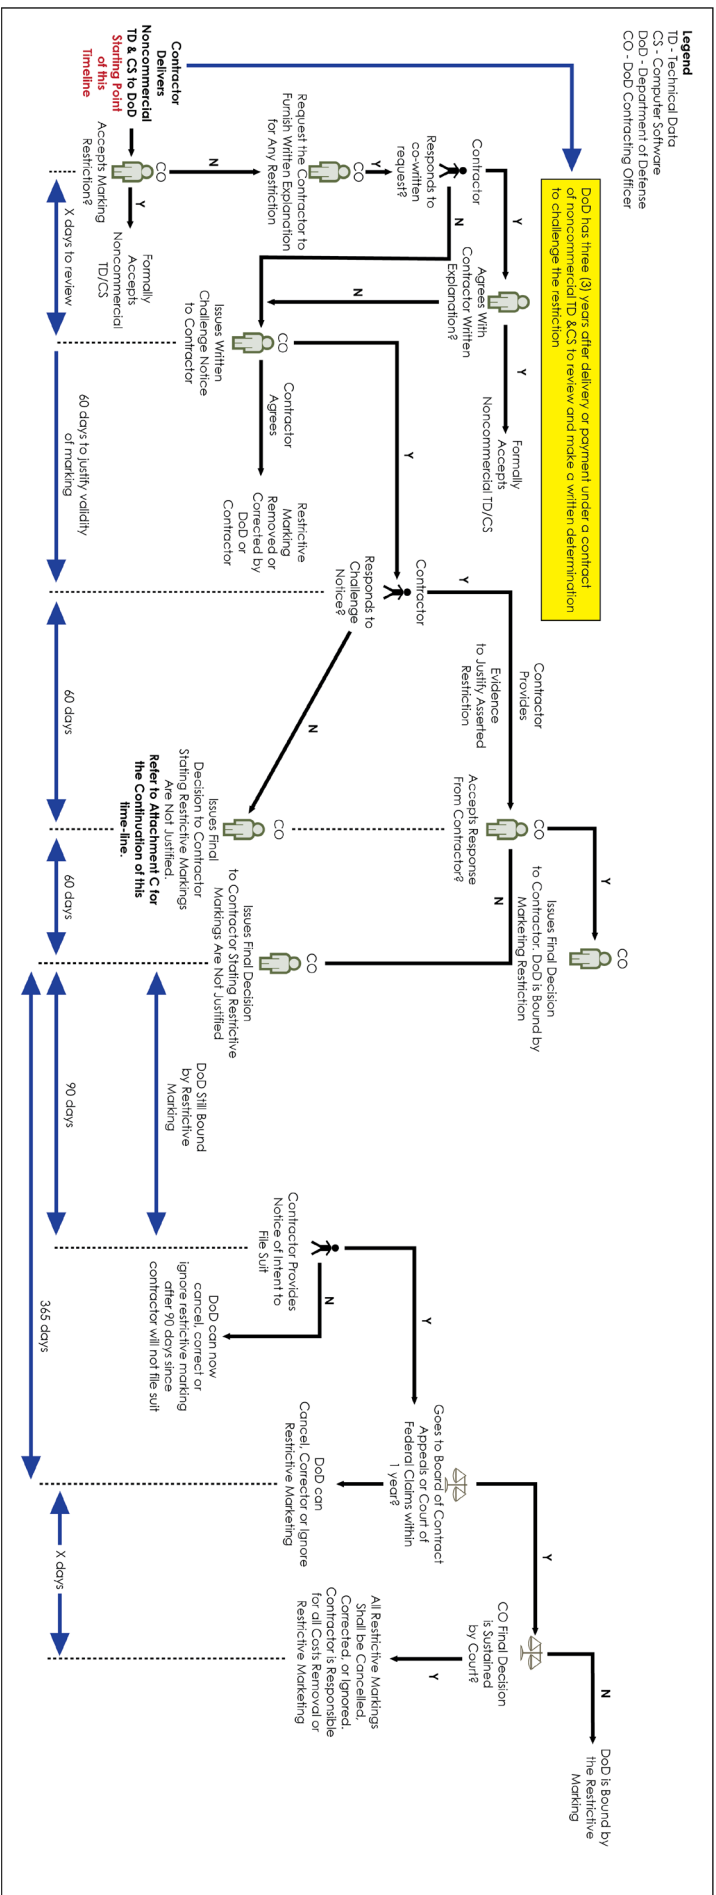 Legend
TD - Technical Data
CS - Computer Software
DoD - Department of Defense
CO - DoD Contracting Officer
DoD has three (3) years after delivery or payment under a contract
of noncommercial TD &CS to review and make a written determination
to challenge the restriction
Contractor
Delivers
Noncommercial
TD & CS to DoD
Starting Point
of this
Timeline
CO
Accepts Marking
Restriction?
Y
Formally
Accepts
Noncommercial
TD/CS
N
Request the Contractor to
Furnish Written Explanation
for Any Restriction
CO
Y
Contractor
Responds to
co-written
request?
Y
N
Agrees With
Contractor Written
Explanation?
Y
Formally
Accepts
Noncommercial TD/CS
N
CO
Issues Written
Challenge Notice
to Contractor
Contractor
Agrees
Restrictive
Marking
Removed or
Corrected by
DoD or
Contractor
Y
Contractor
Responds to
Challenge
Notice?
Y
Contractor
Provides
Evidence
to Justify Asserted
Restriction
N
CO
Accepts Response
From Contractor?
Y
CO
Issues Final Decision
to Contractor. DoD is Bound by
Marketing Restriction
N
CO
Issues Final
Decision to Contractor
Stating Restrictive Markings
Are Not Justified.
Refer to Attachment C for
the Continuation of this
time-line.
CO
Issues Final Decision
to Contractor Stating Restrictive
Markings Are Not Justified
DoD Still Bound
by Restrictive
Marking
Contractor Provides
Notice of Intent to
File Suit
N
DoD can now
cancel, correct or
ignore restrictive marking
after 90 days since
contractor will not file suit
Y
Goes to Board of Contract
Appeals or Court of
Federal Claims within
1 year?
DoD can
Cancel, Corrector or Ignore
Restrictive Marketing
Y
CO Final Decision
is Sustained
by Court?
Y
All Restrictive Markings
Shall be Cancelled,
Corrected, or Ignored.
Contractor is Responsible
for all Costs Removal or
Restrictive Marketing
N
DoD is Bound by
the Restrictive
Marking
X days to review
60 days to justify validity
of marking
60 days
60 days
90 days
365 days
X days